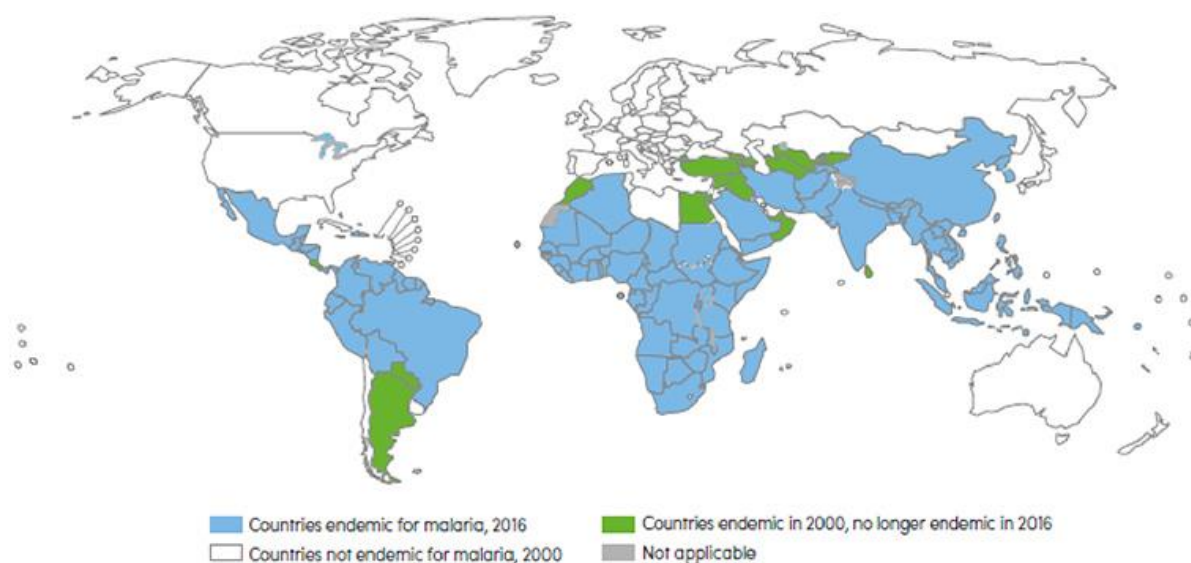 Countries endemic for malaria, 2016
Countries endemic in 2000, no longer endemic in 2016
Countries not endemic for malaria, 2000
Not applicable